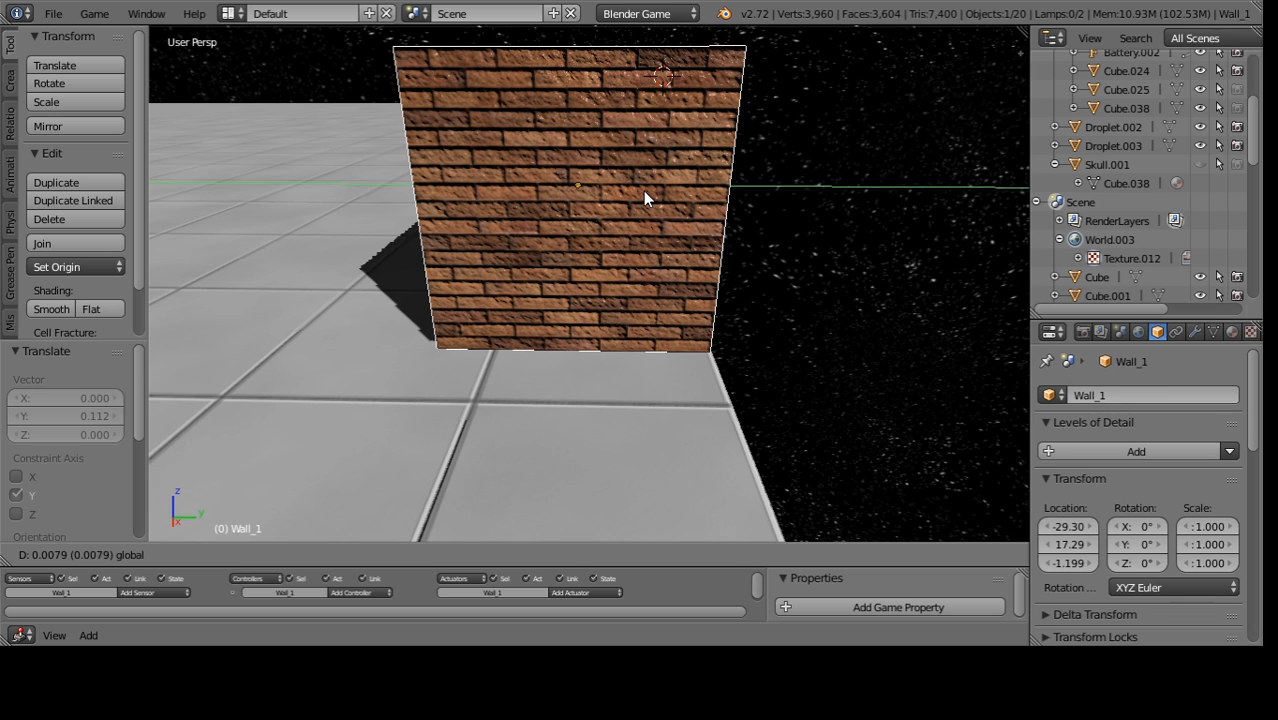 File Game Window Help Default Scene Blender Game v2.72 | Verts:3,960 | Faces:3,604 | Tris:7,400 | Objects:1/20 | Lamps:0/2 | Mem:10.93M (102.53M) | Wall_1
Tool
Crea
Relatio
Animati
Physi
Grease Pen
Mis
Transform
Translate
Rotate
Scale
Mirror
Edit
Duplicate
Duplicate Linked
Delete
Join
Set Origin
Shading:
Smooth Flat
Cell Fracture:
Translate
Vector
X: 0.000
Y: 0.112
Z: 0.000
Constraint Axis
X
Y
Z
Orientation
User Persp
z
y
x
(0) Wall_1
D: 0.0079 (0.0079) global
Sensors Sel Act Link State Controllers Sel Act Link Actuators Sel Act Link State
Wall_1 Add Sensor Wall_1 Add Controller Wall_1 Add Actuator
Properties
Add Game Property
View Add
View Search All Scenes
Battery.002
Cube.024
Cube.025
Cube.038
Droplet.002
Droplet.003
Skull.001
Cube.038
Scene
RenderLayers
World.003
Texture.012
Cube
Cube.001
Wall_1
Wall_1
Levels of Detail
Add
Transform
Location: Rotation: Scale:
-29.30 X: 0° : 1.000
17.29 Y: 0° : 1.000
-1.199 Z: 0° : 1.000
Rotation ... XYZ Euler
Delta Transform
Transform Locks